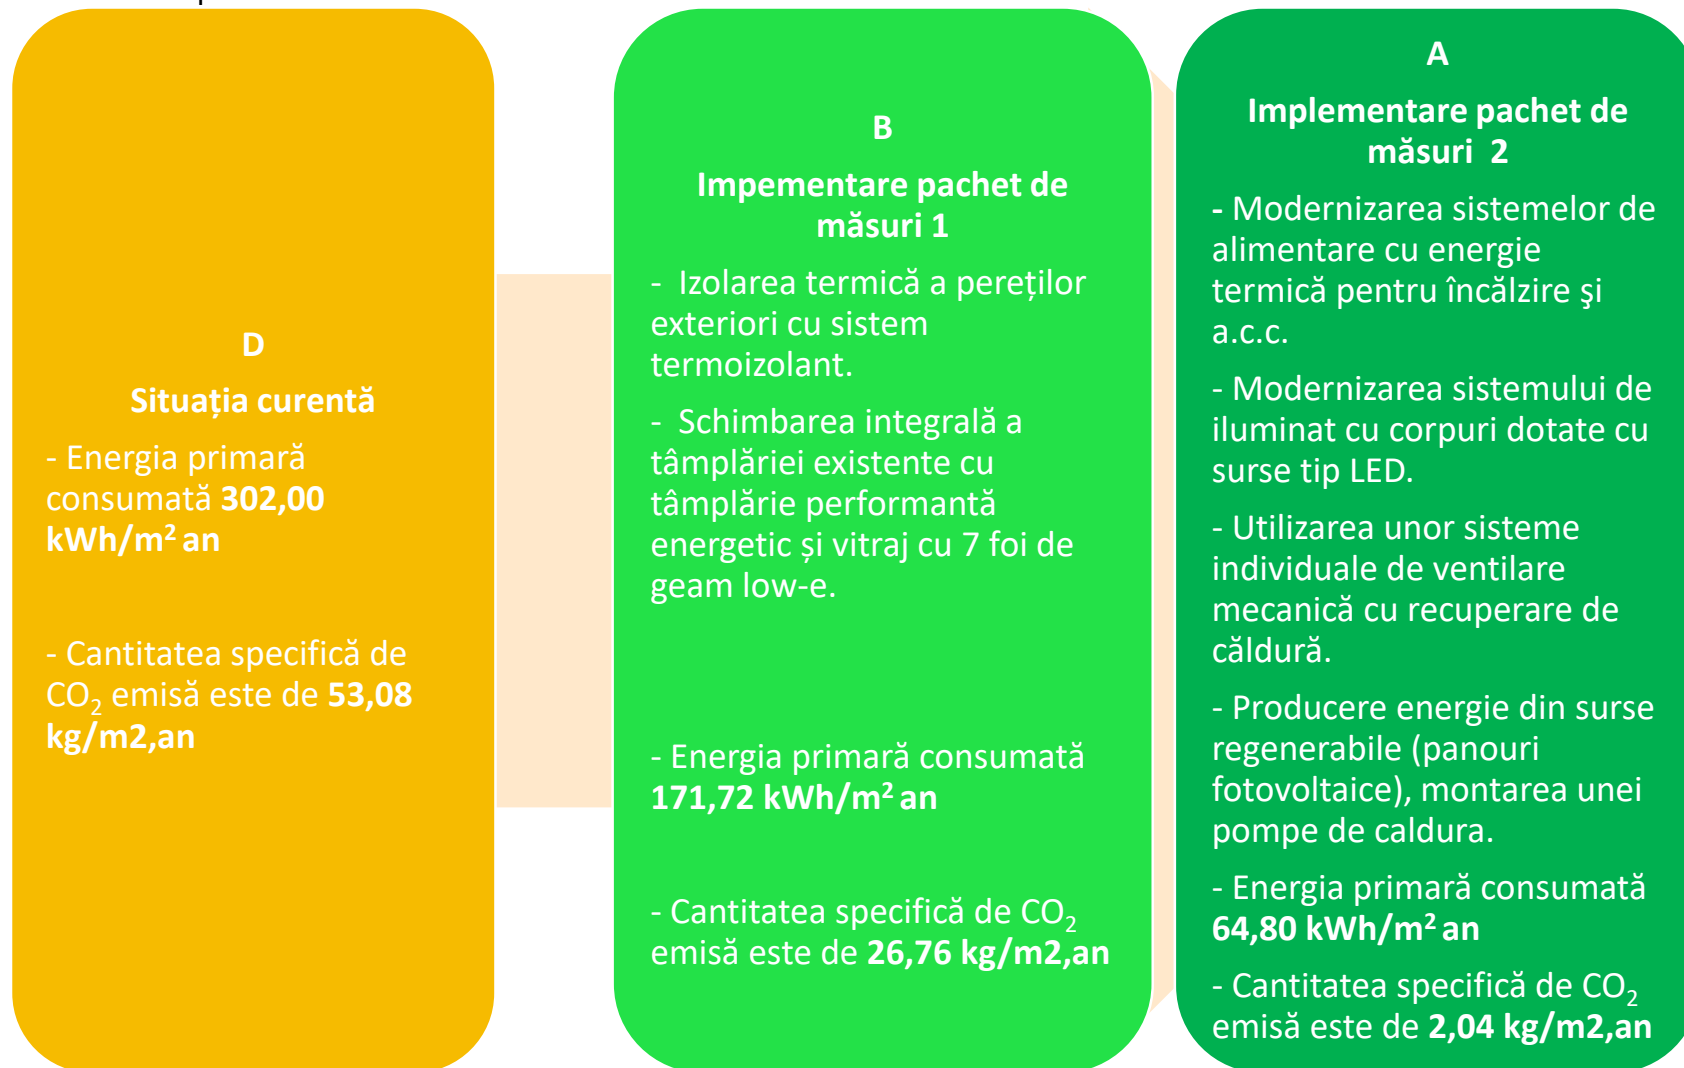 D
Situația curentă
- Energia primară
consumată 302,00
kWh/m² an
- Cantitatea specifică de
CO₂ emisă este de 53,08
kg/m2,an
B
Impementare pachet de
măsuri 1
- Izolarea termică a pereților
exteriori cu sistem
termoizolant.
- Schimbarea integrală a
tâmplăriei existente cu
tâmplărie performantă
energetic și vitraj cu 7 foi de
geam low-e.
- Energia primară consumată
171,72 kWh/m² an
- Cantitatea specifică de CO₂
emisă este de 26,76 kg/m2,an
A
Implementare pachet de
măsuri 2
- Modernizarea sistemelor de
alimentare cu energie
termică pentru încălzire şi
a.c.c.
- Modernizarea sistemului de
iluminat cu corpuri dotate cu
surse tip LED.
- Utilizarea unor sisteme
individuale de ventilare
mecanică cu recuperare de
căldură.
- Producere energie din surse
regenerabile (panouri
fotovoltaice), montarea unei
pompe de caldura.
- Energia primară consumată
64,80 kWh/m² an
- Cantitatea specifică de CO₂
emisă este de 2,04 kg/m2,an